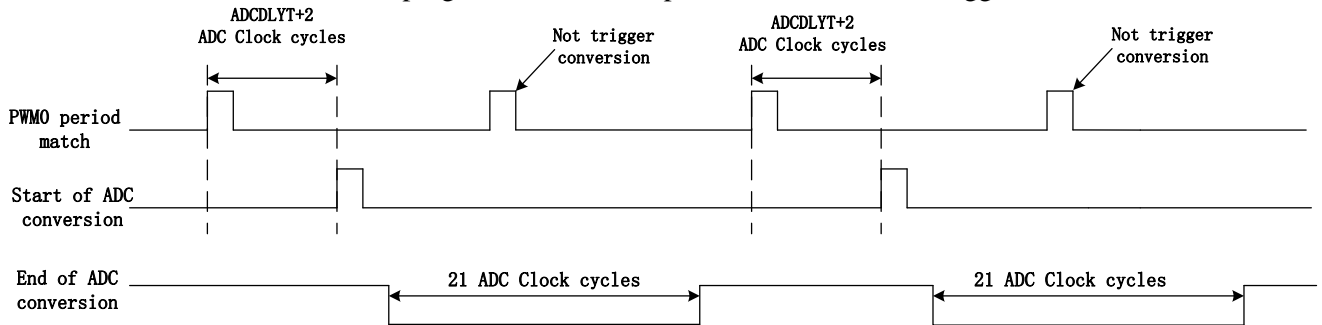 ADCDLYT+2
ADC Clock cycles
Not trigger
conversion
ADCDLYT+2
ADC Clock cycles
Not trigger
conversion
PWM0 period
match
Start of ADC
conversion
End of ADC
conversion
21 ADC Clock cycles
21 ADC Clock cycles